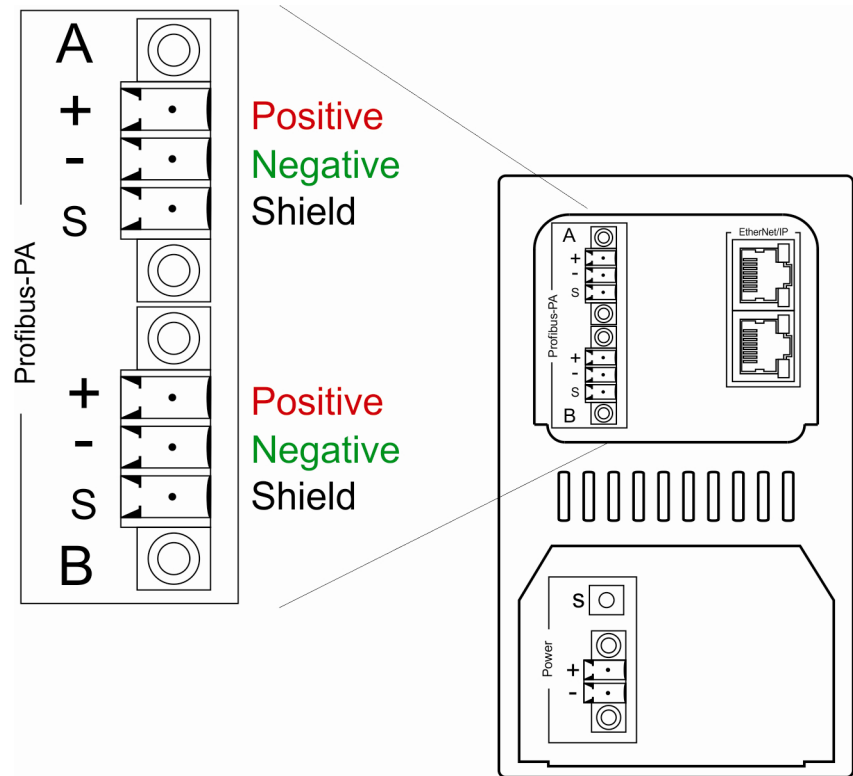 A
+
Positive
-
Negative
S
Shield
Profibus-PA
+
Positive
-
Negative
S
Shield
B
A
+
-
S
Profibus-PA
+
-
S
B
EtherNet/IP
S
Power
+
-